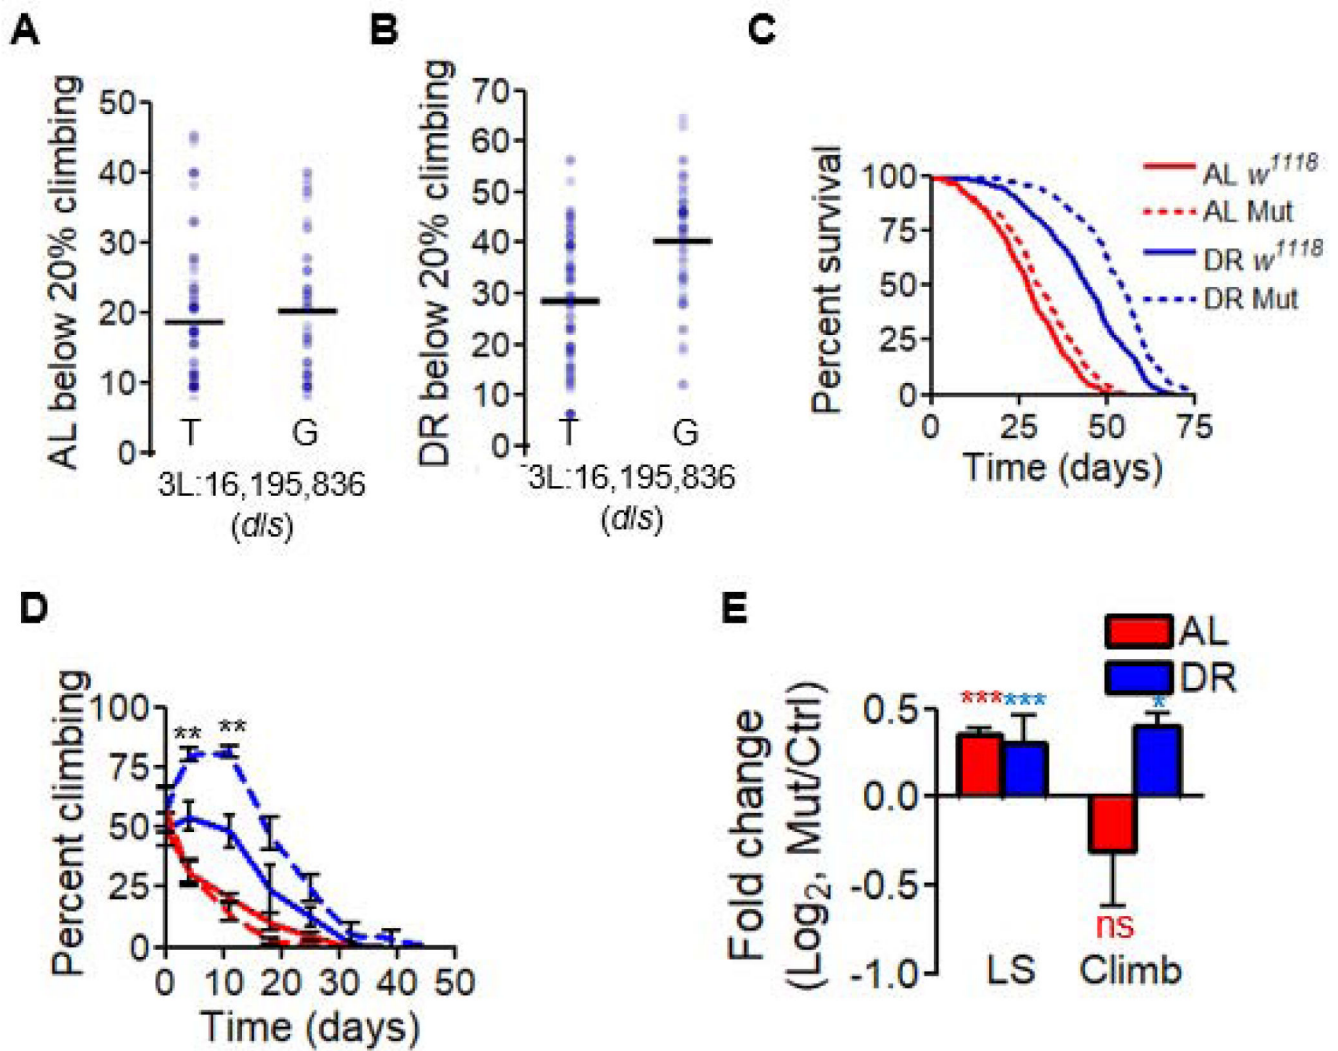 A
AL below 20% climbing
50
40
30
20
10
0
T
G
3L:16,195,836
(dls)
B
DR below 20% climbing
70
60
50
40
30
20
10
0
T
G
3L:16,195,836
(dls)
C
Percent survival
100
75
50
25
0
0
25
50
75
Time (days)
AL w1118
AL Mut
DR w1118
DR Mut
D
Percent climbing
100
75
50
25
0
** **
0
10
20
30
40
50
Time (days)
E
AL
DR
Fold change
(Log2, Mut/Ctrl)
0.5
0.0
-0.5
-1.0
*** ***
*
ns
LS
Climb